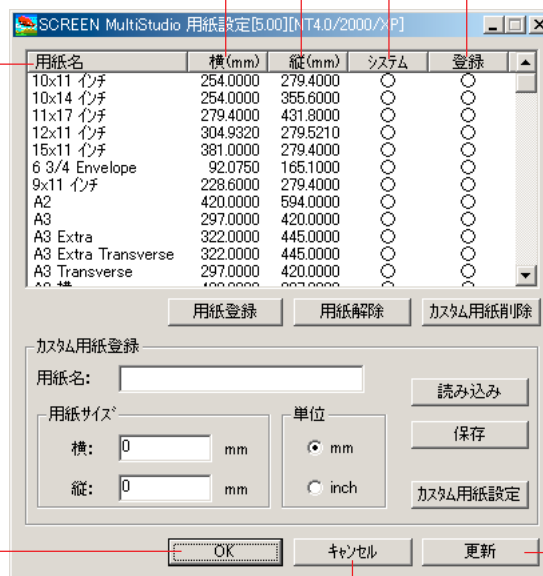 SCREEN MultiStudio 用紙設定[5.00][NT4.0/2000/XP]
用紙名 横(mm) 縦(mm) システム 登録
10x11 インチ 254.0000 279.4000 ○ ○
10x14 インチ 254.0000 355.6000 ○ ○
11x17 インチ 279.4000 431.8000 ○ ○
12x11 インチ 304.9320 279.5210 ○ ○
15x11 インチ 381.0000 279.4000 ○ ○
6 3/4 Envelope 92.0750 165.1000 ○ ○
9x11 インチ 228.6000 279.4000 ○ ○
A2 420.0000 594.0000 ○ ○
A3 297.0000 420.0000 ○ ○
A3 Extra 322.0000 445.0000 ○ ○
A3 Extra Transverse 322.0000 445.0000 ○ ○
A3 Transverse 297.0000 420.0000 ○ ○
用紙登録 用紙解除 カスタム用紙削除
カスタム用紙登録
用紙名:
読み込み
用紙サイズ 単位
保存
横: 0 mm mm
縦: 0 mm inch
カスタム用紙設定
OK キャンセル 更新